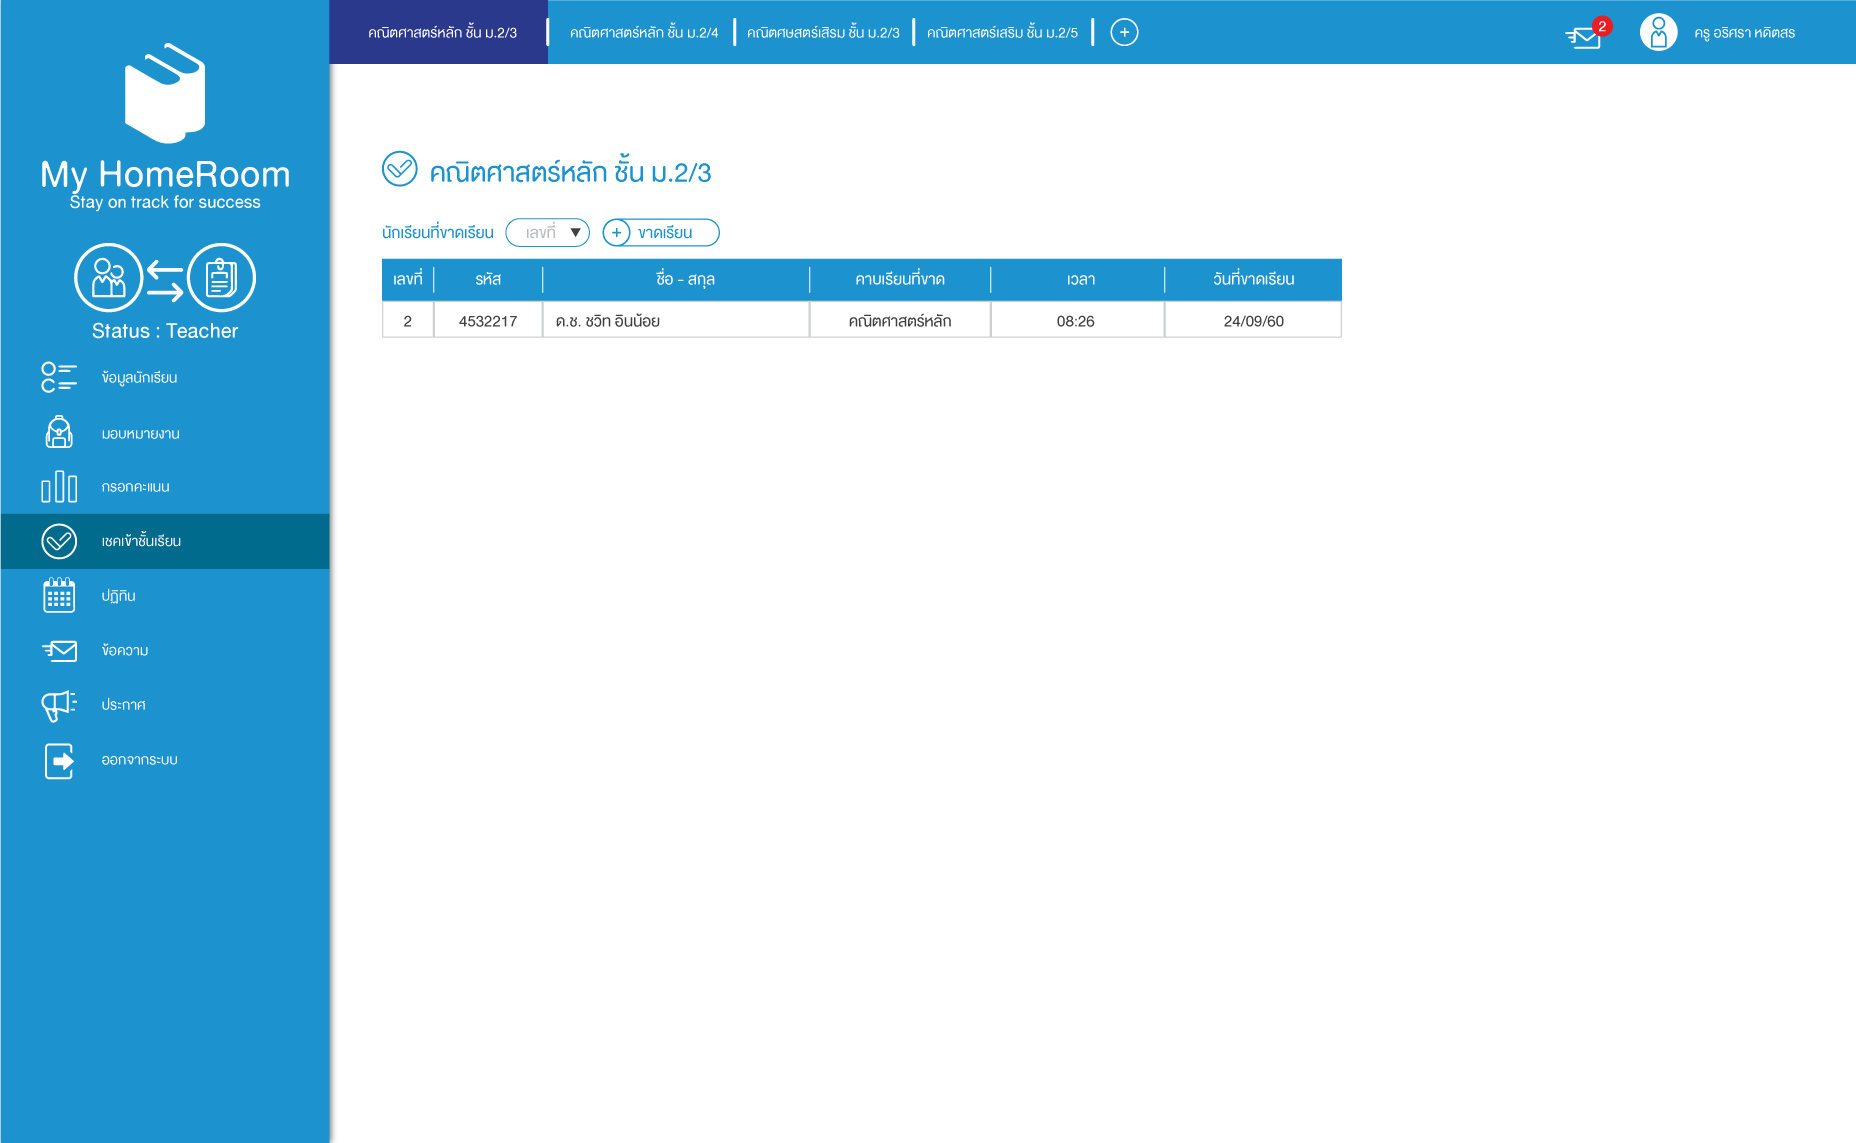 คณิตศาสตร์หลัก ชั้น ม.2/3
คณิตศาสตร์หลัก ชั้น ม.2/4
คณิตศษสตร์เสิรม ชั้น ม.2/3
คณิตศาสตร์เสริม ชั้น ม.2/5
2
ครู อริศรา หดิตสร
My HomeRoom
Stay on track for success
Status : Teacher
ข้อมูลนักเรียน
มอบหมายงาน
กรอกคะแนน
เชคเข้าชั้นเรียน
ปฏิทิน
ข้อความ
ประกาศ
ออกจากระบบ
คณิตศาสตร์หลัก ชั้น ม.2/3
นักเรียนที่ขาดเรียน เลขที่ ▼ + ขาดเรียน
เลขที่ รหัส ชื่อ - สกุล คาบเรียนที่ขาด เวลา วันที่ขาดเรียน
2 4532217 ด.ช. ชวิท อินน้อย คณิตศาสตร์หลัก 08:26 24/09/60